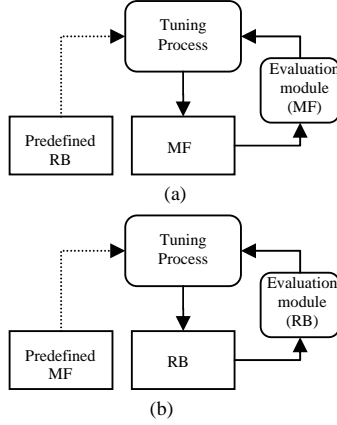 Tuning
Process
Evaluation
module
(MF)
Predefined
RB
MF
(a)
Tuning
Process
Evaluation
module
(RB)
Predefined
MF
RB
(b)